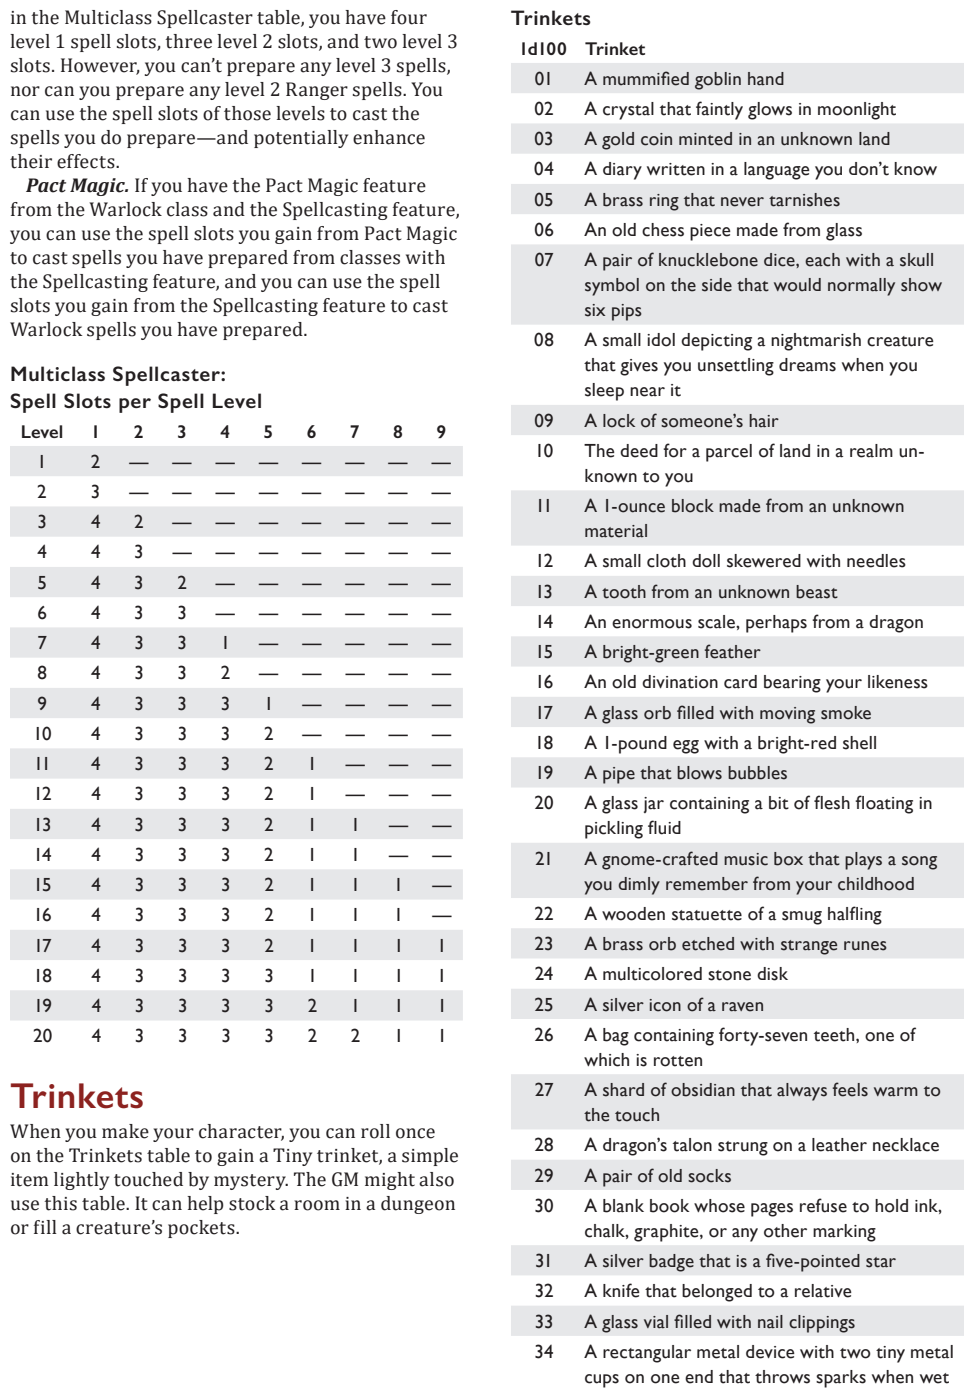 in the Multiclass Spellcaster table, you have four
level 1 spell slots, three level 2 slots, and two level 3
slots. However, you can’t prepare any level 3 spells,
nor can you prepare any level 2 Ranger spells. You
can use the spell slots of those levels to cast the
spells you do prepare—and potentially enhance
their effects.
Pact Magic. If you have the Pact Magic feature
from the Warlock class and the Spellcasting feature,
you can use the spell slots you gain from Pact Magic
to cast spells you have prepared from classes with
the Spellcasting feature, and you can use the spell
slots you gain from the Spellcasting feature to cast
Warlock spells you have prepared.
Multiclass Spellcaster:
Spell Slots per Spell Level
Level 1 2 3 4 5 6 7 8 9
1 2 — — — — — — — —
2 3 — — — — — — — —
3 4 2 — — — — — — —
4 4 3 — — — — — — —
5 4 3 2 — — — — — —
6 4 3 3 — — — — — —
7 4 3 3 1 — — — — —
8 4 3 3 2 — — — — —
9 4 3 3 3 1 — — — —
10 4 3 3 3 2 — — — —
11 4 3 3 3 2 1 — — —
12 4 3 3 3 2 1 — — —
13 4 3 3 3 2 1 1 — —
14 4 3 3 3 2 1 1 — —
15 4 3 3 3 2 1 1 1 —
16 4 3 3 3 2 1 1 1 —
17 4 3 3 3 2 1 1 1 1
18 4 3 3 3 3 1 1 1 1
19 4 3 3 3 3 2 1 1 1
20 4 3 3 3 3 2 2 1 1
Trinkets
When you make your character, you can roll once
on the Trinkets table to gain a Tiny trinket, a simple
item lightly touched by mystery. The GM might also
use this table. It can help stock a room in a dungeon
or fill a creature’s pockets.
Trinkets
1d100 Trinket
01 A mummified goblin hand
02 A crystal that faintly glows in moonlight
03 A gold coin minted in an unknown land
04 A diary written in a language you don’t know
05 A brass ring that never tarnishes
06 An old chess piece made from glass
07 A pair of knucklebone dice, each with a skull
symbol on the side that would normally show
six pips
08 A small idol depicting a nightmarish creature
that gives you unsettling dreams when you
sleep near it
09 A lock of someone’s hair
10 The deed for a parcel of land in a realm un-
known to you
11 A 1-ounce block made from an unknown
material
12 A small cloth doll skewered with needles
13 A tooth from an unknown beast
14 An enormous scale, perhaps from a dragon
15 A bright-green feather
16 An old divination card bearing your likeness
17 A glass orb filled with moving smoke
18 A 1-pound egg with a bright-red shell
19 A pipe that blows bubbles
20 A glass jar containing a bit of flesh floating in
pickling fluid
21 A gnome-crafted music box that plays a song
you dimly remember from your childhood
22 A wooden statuette of a smug halfling
23 A brass orb etched with strange runes
24 A multicolored stone disk
25 A silver icon of a raven
26 A bag containing forty-seven teeth, one of
which is rotten
27 A shard of obsidian that always feels warm to
the touch
28 A dragon’s talon strung on a leather necklace
29 A pair of old socks
30 A blank book whose pages refuse to hold ink,
chalk, graphite, or any other marking
31 A silver badge that is a five-pointed star
32 A knife that belonged to a relative
33 A glass vial filled with nail clippings
34 A rectangular metal device with two tiny metal
cups on one end that throws sparks when wet